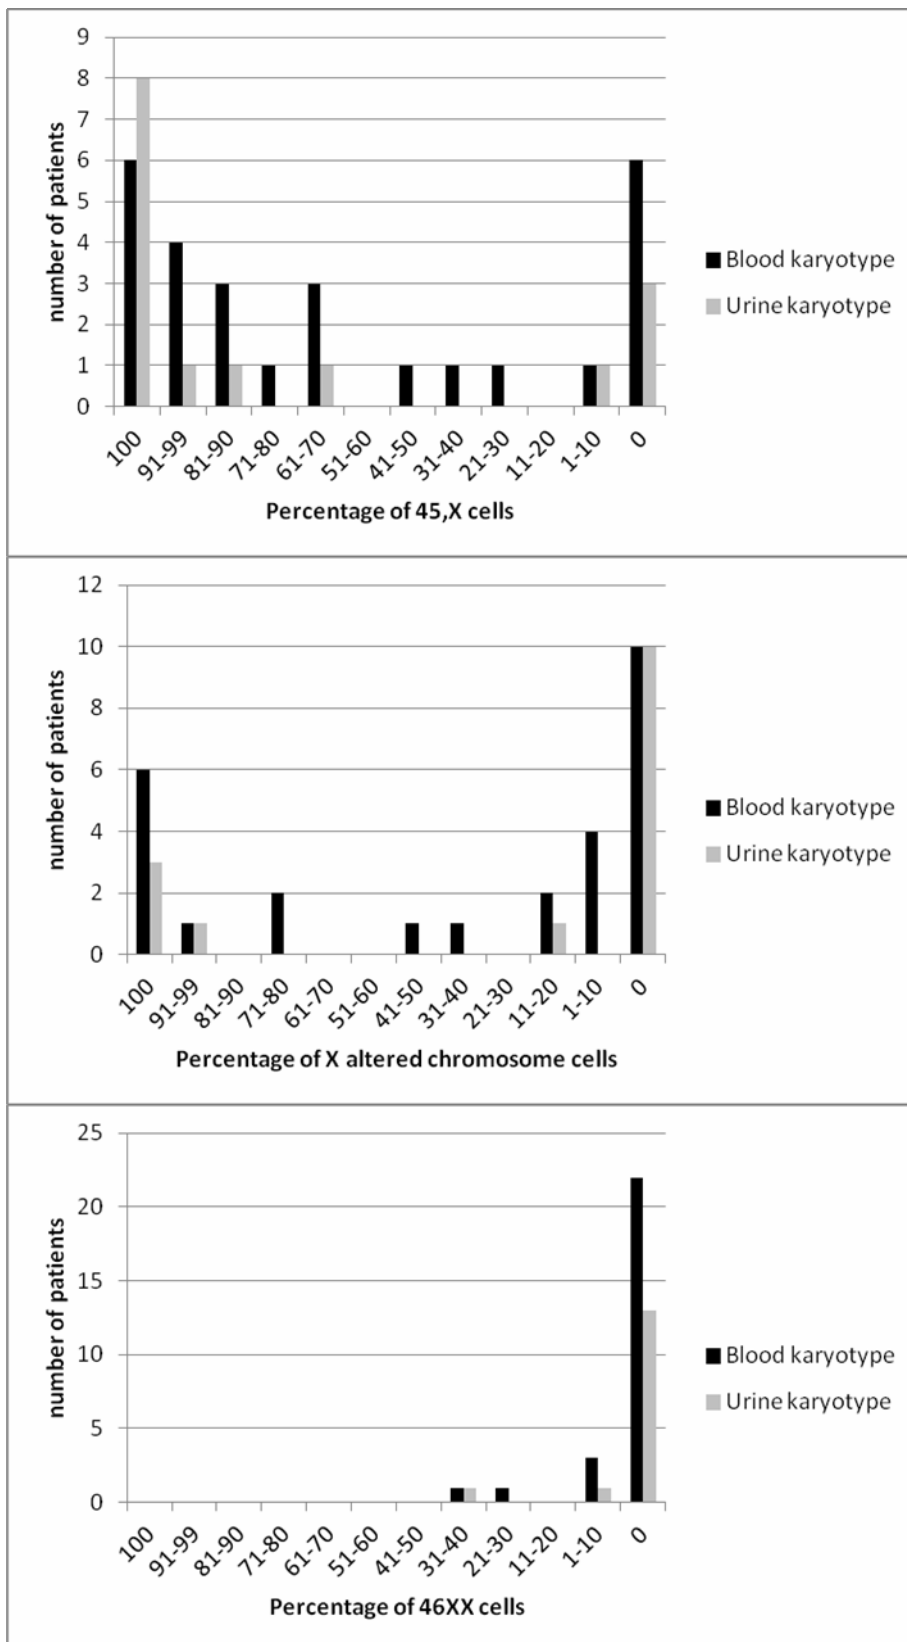 9
8
7
6
5
4
3
2
1
0
number of patients
100 91-99 81-90 71-80 61-70 51-60 41-50 31-40 21-30 11-20 1-10 0
Percentage of 45,X cells
Blood karyotype
Urine karyotype
12
10
8
6
4
2
0
number of patients
100 91-99 81-90 71-80 61-70 51-60 41-50 31-40 21-30 11-20 1-10 0
Percentage of X altered chromosome cells
Blood karyotype
Urine karyotype
25
20
15
10
5
0
number of patients
100 91-99 81-90 71-80 61-70 51-60 41-50 31-40 21-30 11-20 1-10 0
Percentage of 46XX cells
Blood karyotype
Urine karyotype